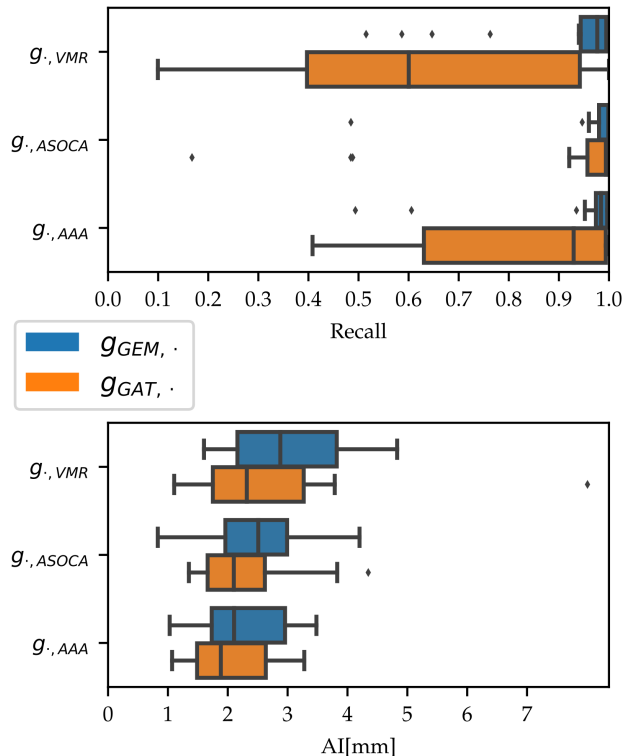 g·, VMR
g·, ASOCA
g·, AAA
0.0 0.1 0.2 0.3 0.4 0.5 0.6 0.7 0.8 0.9 1.0
Recall
gGEM, ·
gGAT, ·
g·, VMR
g·, ASOCA
g·, AAA
0 1 2 3 4 5 6 7
AI[mm]